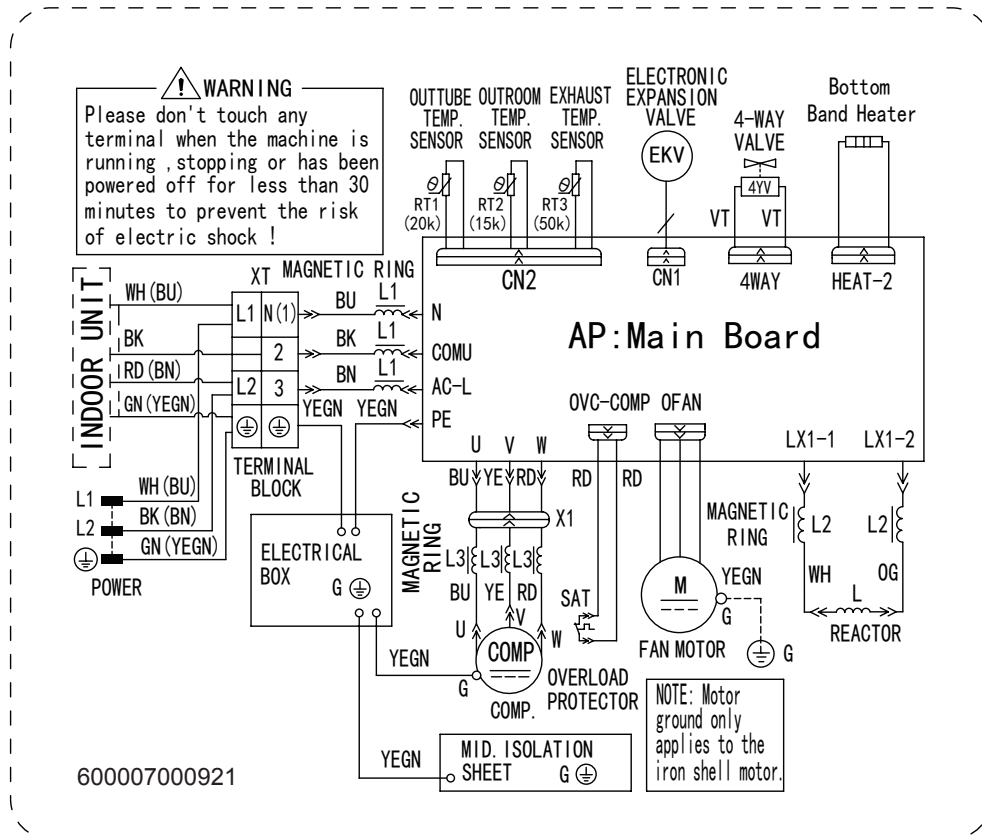 WARNING
Please don't touch any
terminal when the machine is
running ,stopping or has been
powered off for less than 30
minutes to prevent the risk
of electric shock !
OUTTUBE
TEMP.
SENSOR
OUTROOM
TEMP.
SENSOR
EXHAUST
TEMP.
SENSOR
ELECTRONIC
EXPANSION
VALVE
4-WAY
VALVE
Bottom
Band Heater
EKV
4YV
RT1
(20k)
RT2
(15k)
RT3
(50k)
VT
VT
CN2
CN1
4WAY
HEAT-2
INDOOR UNIT
WH(BU)
BK
RD(BN)
GN(YEGN)
XT
L1
N(1)
2
L2
3
TERMINAL
BLOCK
MAGNETIC RING
BU
L1
N
BK
L1
COMU
BN
L1
AC-L
YEGN
YEGN
PE
AP:Main Board
OVC-COMP
OFAN
LX1-1
LX1-2
U
V
W
L1
WH(BU)
L2
BK(BN)
GN(YEGN)
POWER
ELECTRICAL
BOX
G
MAGNETIC
RING
BU
YE
RD
X1
L3
L3
L3
BU
YE
RD
U
V
W
COMP
COMP.
G
YEGN
RD
RD
SAT
OVERLOAD
PROTECTOR
M
FAN MOTOR
YEGN
G
G
MAGNETIC
RING
L2
L2
WH
OG
L
REACTOR
NOTE: Motor
ground only
applies to the
iron shell motor.
YEGN
MID. ISOLATION
SHEET
G
600007000921